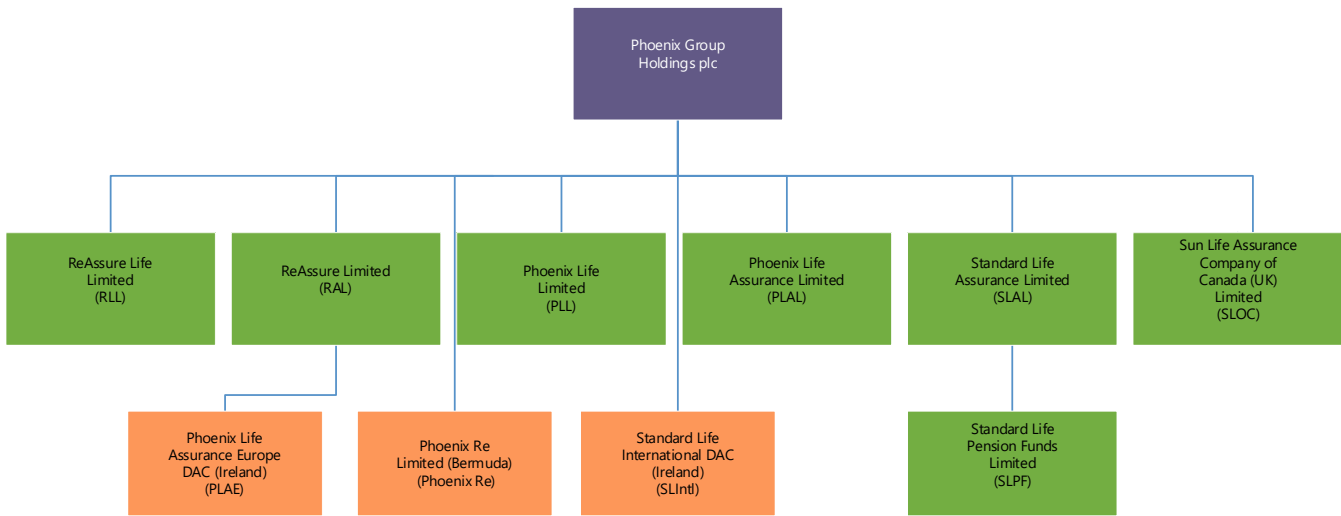 Phoenix Group
Holdings plc
ReAssure Life
Limited
(RLL)
ReAssure Limited
(RAL)
Phoenix Life
Limited
(PLL)
Phoenix Life
Assurance Limited
(PLAL)
Standard Life
Assurance Limited
(SLAL)
Sun Life Assurance
Company of
Canada (UK)
Limited
(SLOC)
Phoenix Life
Assurance Europe
DAC (Ireland)
(PLAE)
Phoenix Re
Limited (Bermuda)
(Phoenix Re)
Standard Life
International DAC
(Ireland)
(SLIntl)
Standard Life
Pension Funds
Limited
(SLPF)